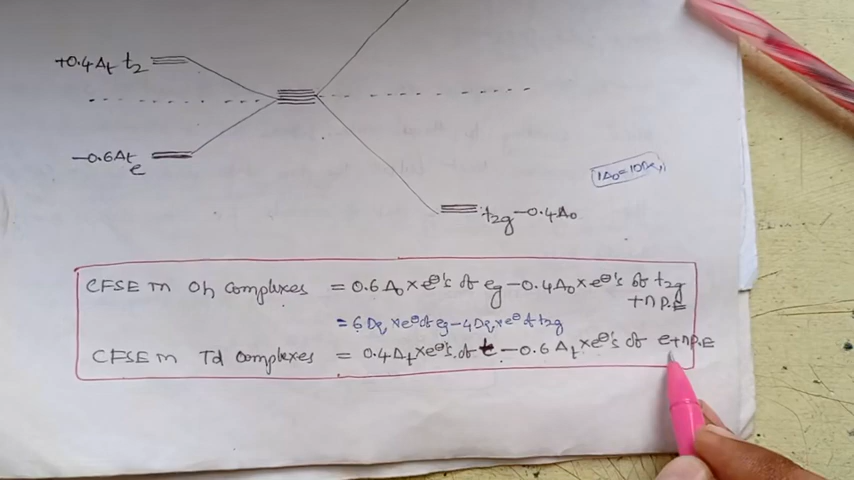 +0.4Δt t₂
-0.6Δt e
1Δ₀=10Dq
t₂g -0.4Δ₀
CFSE in Oh complexes = 0.6Δ₀×e⊖'s of eg -0.4Δ₀×e⊖'s of t₂g
+n P.E
= 6Dq×e⊖of eg-4Dq×e⊖of t₂g
CFSE in Td complexes = 0.4Δt×e⊖'s of t -0.6Δt×e⊖'s of e+nP.E